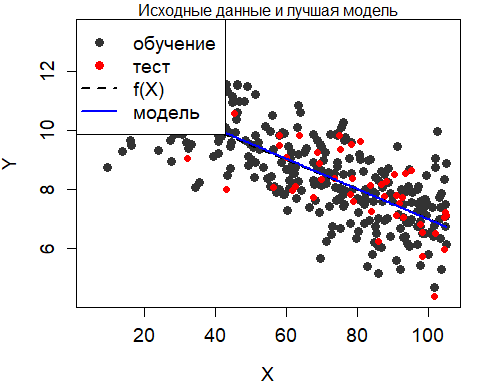 Исходные данные и лучшая модель
обучение
тест
f(X)
модель
12
10
8
6
Y
20 40 60 80 100
X